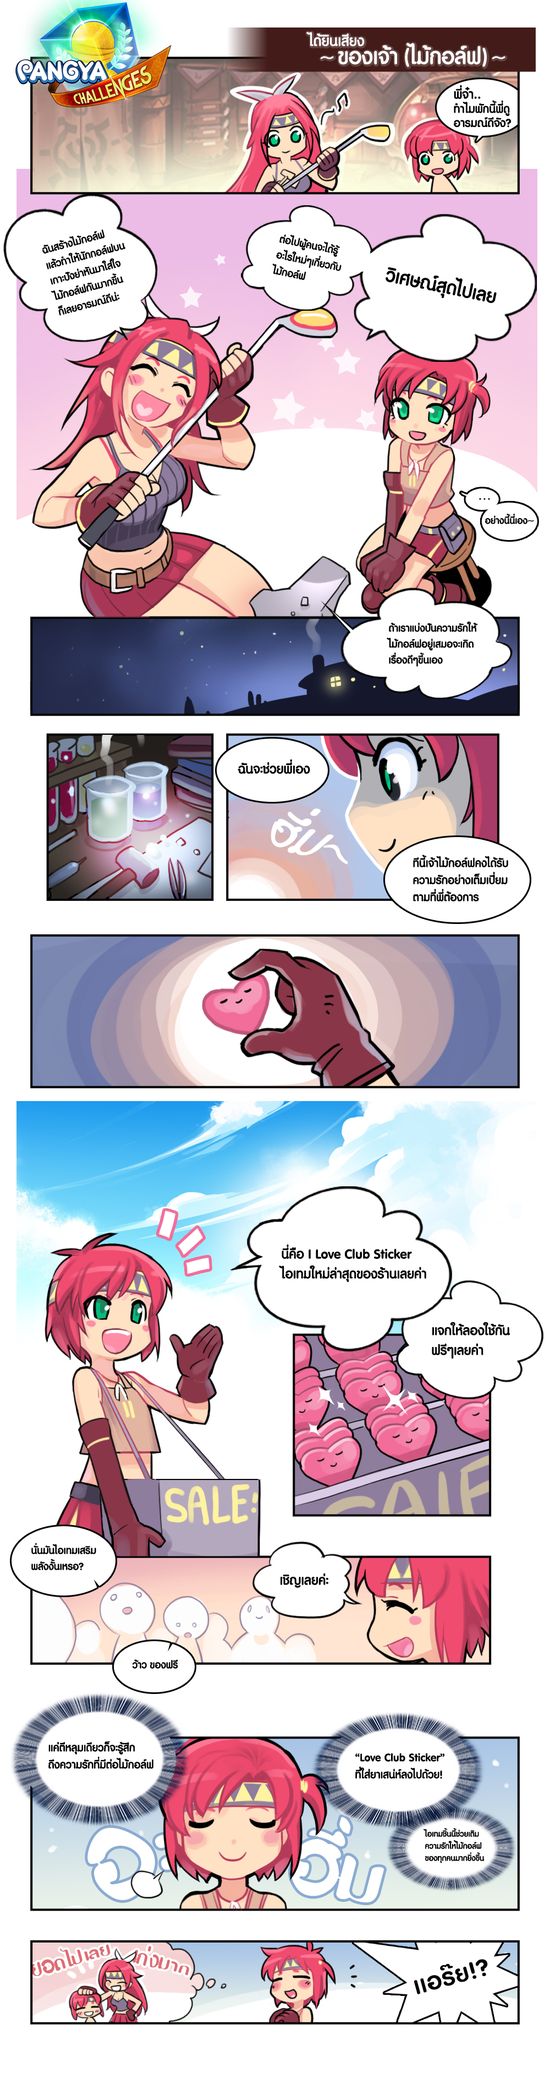 PANGYA
CHALLENGES
ได้ยินเสียง
~ ของเจ้า (ไม้กอล์ฟ) ~
พี่จ๋า..
ทำไมพักนี้พี่ดู
อารมณ์ดีจัง?
ฉันสร้างไม้กอล์ฟ
แล้วทำให้นักกอล์ฟบน
เกาะปังย่าหันมาใส่ใจ
ไม้กอล์ฟกันมากขึ้น
ก็เลยอารมณ์ดีน่ะ
ต่อไปผู้คนจะได้รู้
อะไรใหม่ๆเกี่ยวกับ
ไม้กอล์ฟ
วิเศษณ์สุดไปเลย
...
อย่างนี้นี่เอง~
ถ้าเราแบ่งปันความรักให้
ไม้กอล์ฟอยู่เสมอจะเกิด
เรื่องดีๆขึ้นเอง
ฉันจะช่วยพี่เอง
ฮึ่ม~
ทีนี้เจ้าไม้กอล์ฟคงได้รับ
ความรักอย่างเต็มเปี่ยม
ตามที่พี่ต้องการ
นี่คือ I Love Club Sticker
ไอเทมใหม่ล่าสุดของร้านเลยค่า
แจกให้ลองใช้กัน
ฟรีๆเลยค่า
SALE!
SALE
นั่นมันไอเทมเสริม
พลังงั้นเหรอ?
เชิญเลยค่ะ
ว้าว ของฟรี
แค่ตีหลุมเดียวก็จะรู้สึก
ถึงความรักที่มีต่อไม้กอล์ฟ
“Love Club Sticker”
ที่ใส่ยาเสน่ห์ลงไปด้วย!
ไอเทมชิ้นนี้ช่วยเติม
ความรักให้ไม้กอล์ฟ
ของทุกคนมากยิ่งขึ้น
ยอดไปเลย
เก่งมาก
แอร๊ย!?